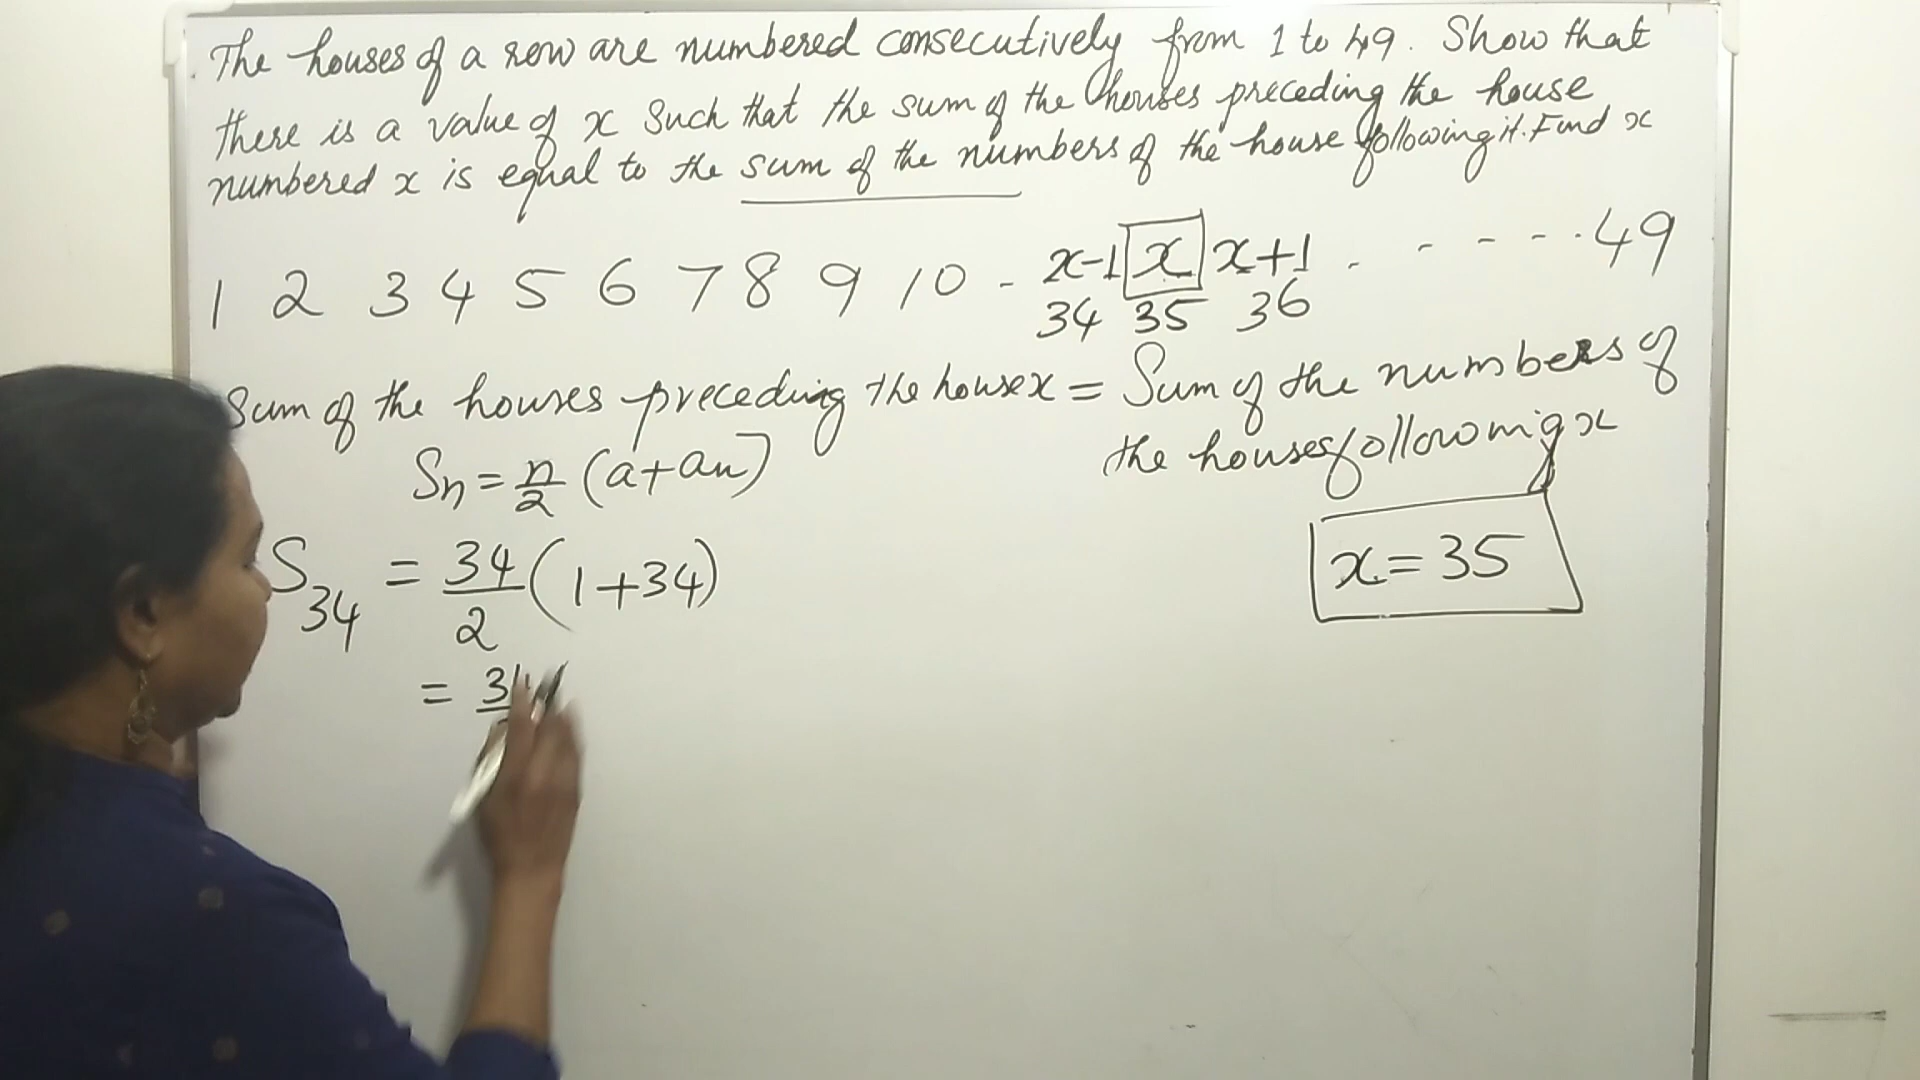 The houses of a row are numbered consecutively from 1 to 49. Show that
there is a value of x such that the sum of the houses preceding the house
numbered x is equal to the sum of the numbers of the house following it. Find x
1 2 3 4 5 6 7 8 9 10 - x-1 x x+1 . - - - - . 49
34 35 36
Sum of the houses preceding the house x = Sum of the numbers of
the houses following x
Sn = n/2 (a+an)
x = 35
S34 = 34/2 (1+34)
= 34